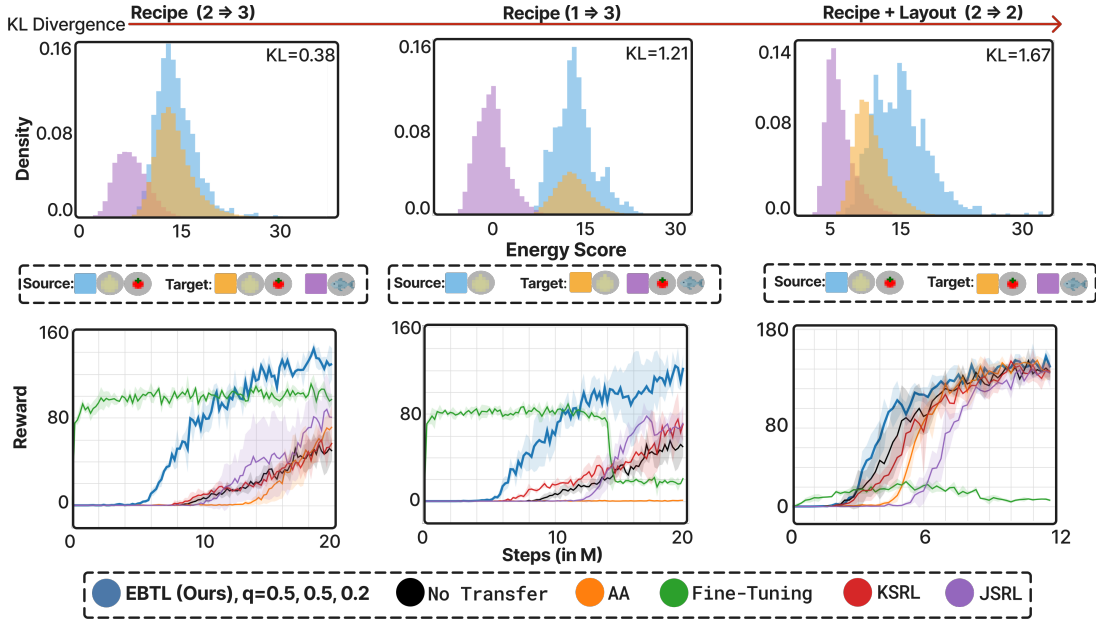 Recipe (2 ⇒ 3)
Recipe (1 ⇒ 3)
Recipe + Layout (2 ⇒ 2)
KL Divergence
0.16
0.08
0.0
Density
KL=0.38
0
15
30
0.16
0.08
0.0
KL=1.21
0
15
30
0.14
0.08
0.0
KL=1.67
5
15
30
Energy Score
Source:
Target:
Source:
Target:
Source:
Target:
160
80
0
Reward
0
10
20
160
80
0
0
10
20
180
80
0
0
6
12
Steps (in M)
EBTL (Ours), q=0.5, 0.5, 0.2
No Transfer
AA
Fine-Tuning
KSRL
JSRL